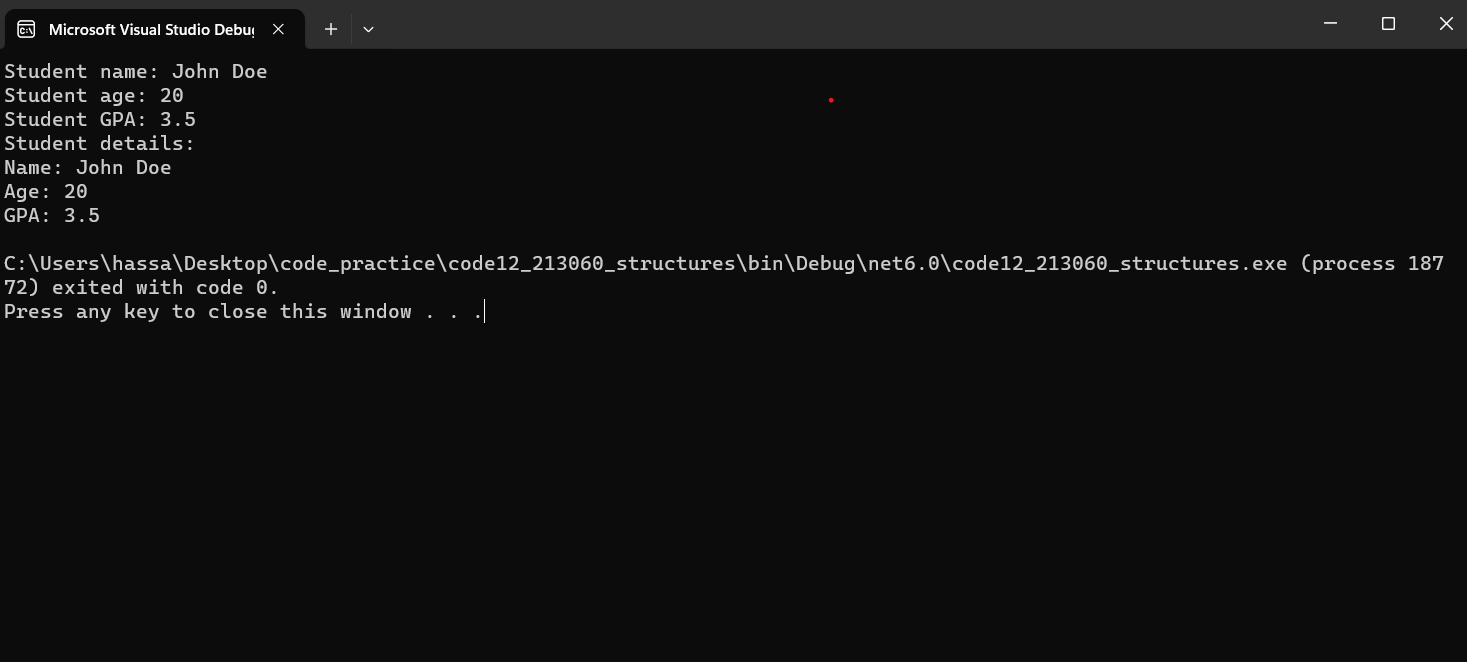 Microsoft Visual Studio Debug
Student name: John Doe
Student age: 20
Student GPA: 3.5
Student details:
Name: John Doe
Age: 20
GPA: 3.5
C:\Users\hassa\Desktop\code_practice\code12_213060_structures\bin\Debug\net6.0\code12_213060_structures.exe (process 187
72) exited with code 0.
Press any key to close this window . . .